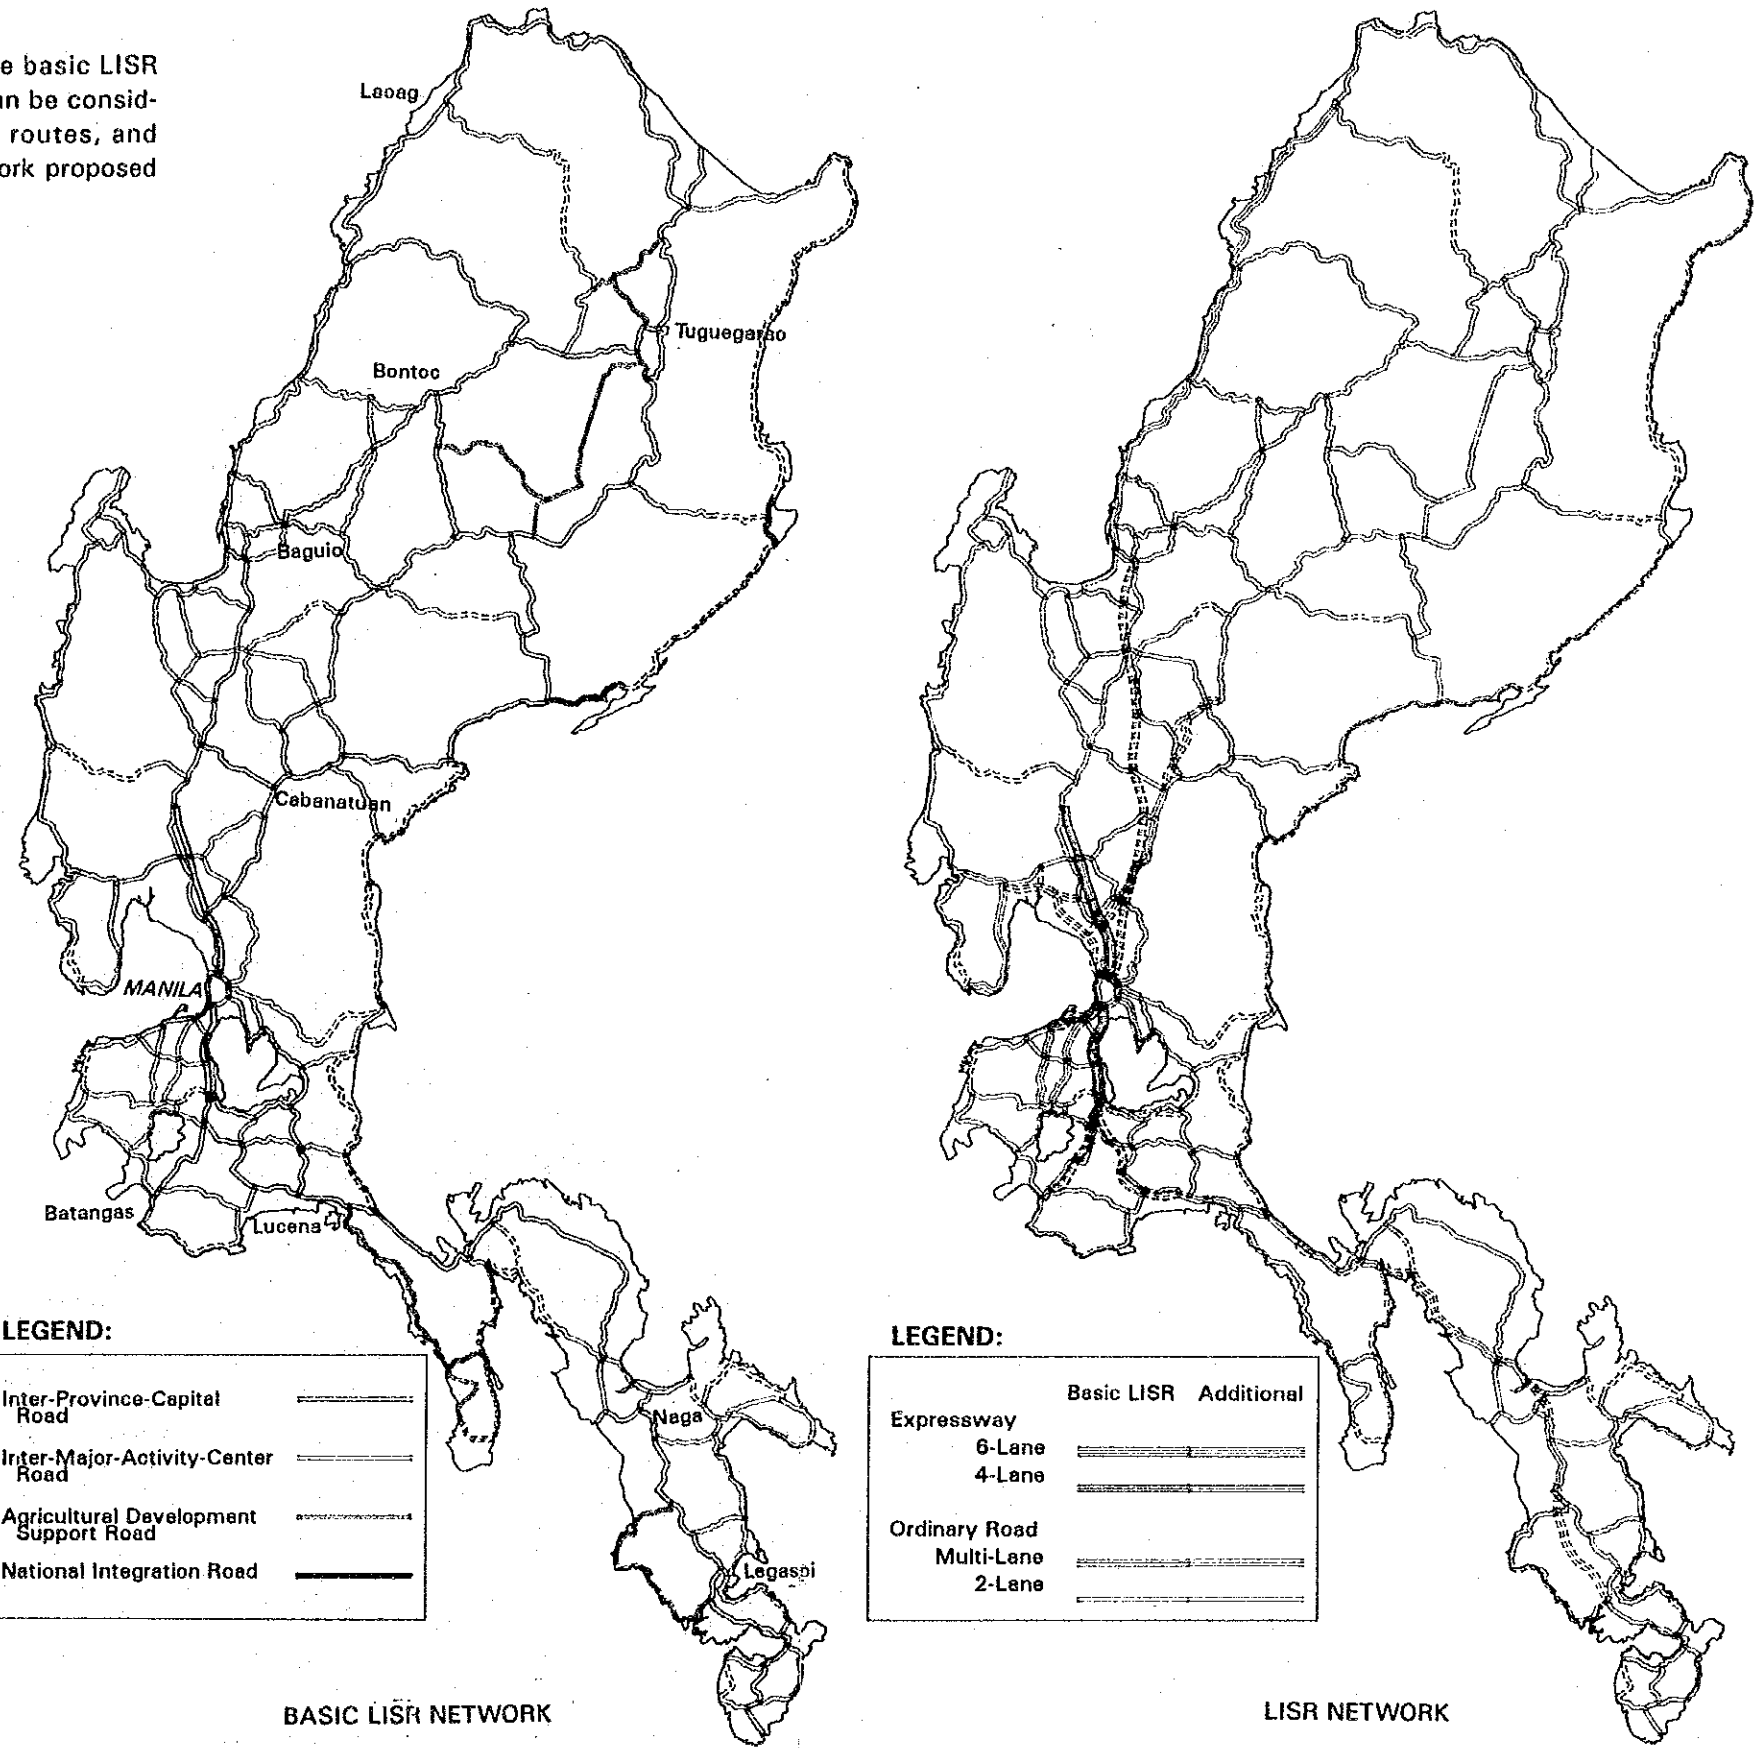 e basic LISR
n be consid-
routes, and
ork proposed
Laoag
Tuguegarao
Bontoc
Baguio
Cabanatuan
MANILA
Batangas
Lucena
Naga
Legaspi
LEGEND:
Inter-Province-Capital
Road
Inter-Major-Activity-Center
Road
Agricultural Development
Support Road
National Integration Road
BASIC LISR NETWORK
LEGEND:
Basic LISR Additional
Expressway
6-Lane
4-Lane
Ordinary Road
Multi-Lane
2-Lane
LISR NETWORK